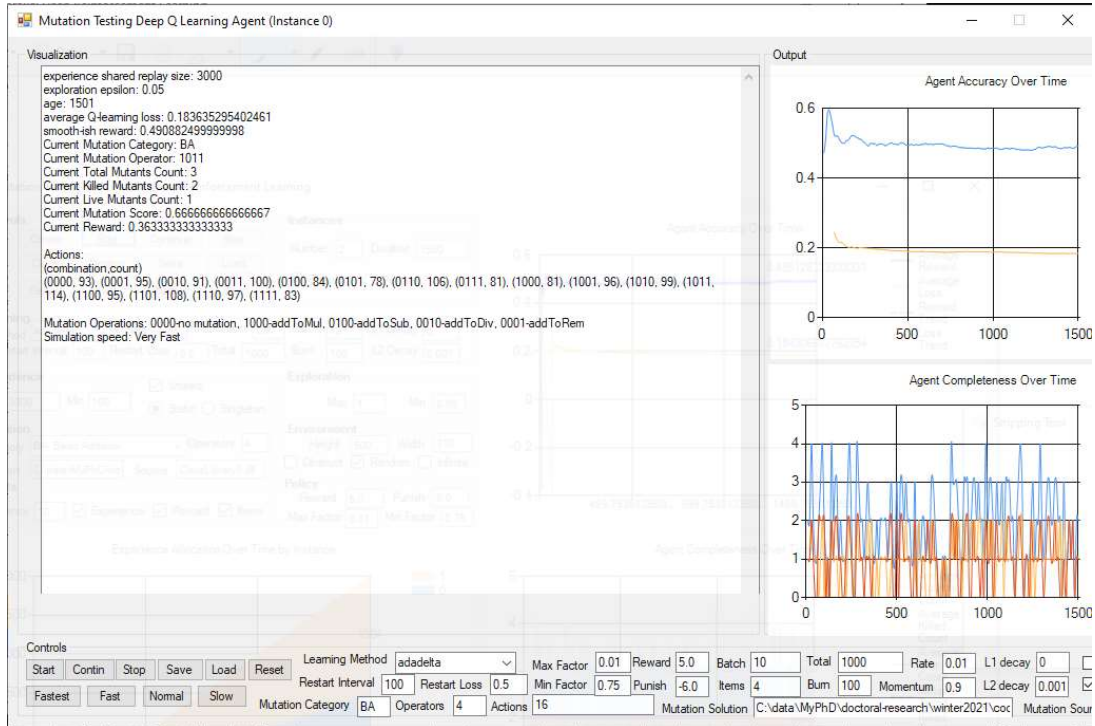 Mutation Testing Deep Q Learning Agent (Instance 0)
Visualization
experience shared replay size: 3000
exploration epsilon: 0.05
age: 1501
average Q-learning loss: 0.183635295402461
smooth-ish reward: 0.490882499999998
Current Mutation Category: BA
Current Mutation Operator: 1011
Current Total Mutants Count: 3
Current Killed Mutants Count: 2
Current Live Mutants Count: 1
Current Mutation Score: 0.666666666666667
Current Reward: 0.363333333333333
Actions:
(combination,count)
(0000, 93), (0001, 95), (0010, 91), (0011, 100), (0100, 84), (0101, 78), (0110, 106), (0111, 81), (1000, 81), (1001, 96), (1010, 99), (1011,
114), (1100, 95), (1101, 108), (1110, 97), (1111, 83)
Mutation Operations: 0000-no mutation, 1000-addToMul, 0100-addToSub, 0010-addToDiv, 0001-addToRem
Simulation speed: Very Fast
Output
Agent Accuracy Over Time
0.6
0.4
0.2
0
0 500 1000 1500
Agent Completeness Over Time
5
4
3
2
1
0
0 500 1000 1500
Controls
Start Contin Stop Save Load Reset Learning Method adadelta Max Factor 0.01 Reward 5.0 Batch 10 Total 1000 Rate 0.01 L1 decay 0
Restart Interval 100 Restart Loss 0.5 Min Factor 0.75 Punish -6.0 Items 4 Burn 100 Momentum 0.9 L2 decay 0.001
Fastest Fast Normal Slow Mutation Category BA Operators 4 Actions 16 Mutation Solution C:\data\MyPhD\doctoral-research\winter2021\coc Mutation Sour